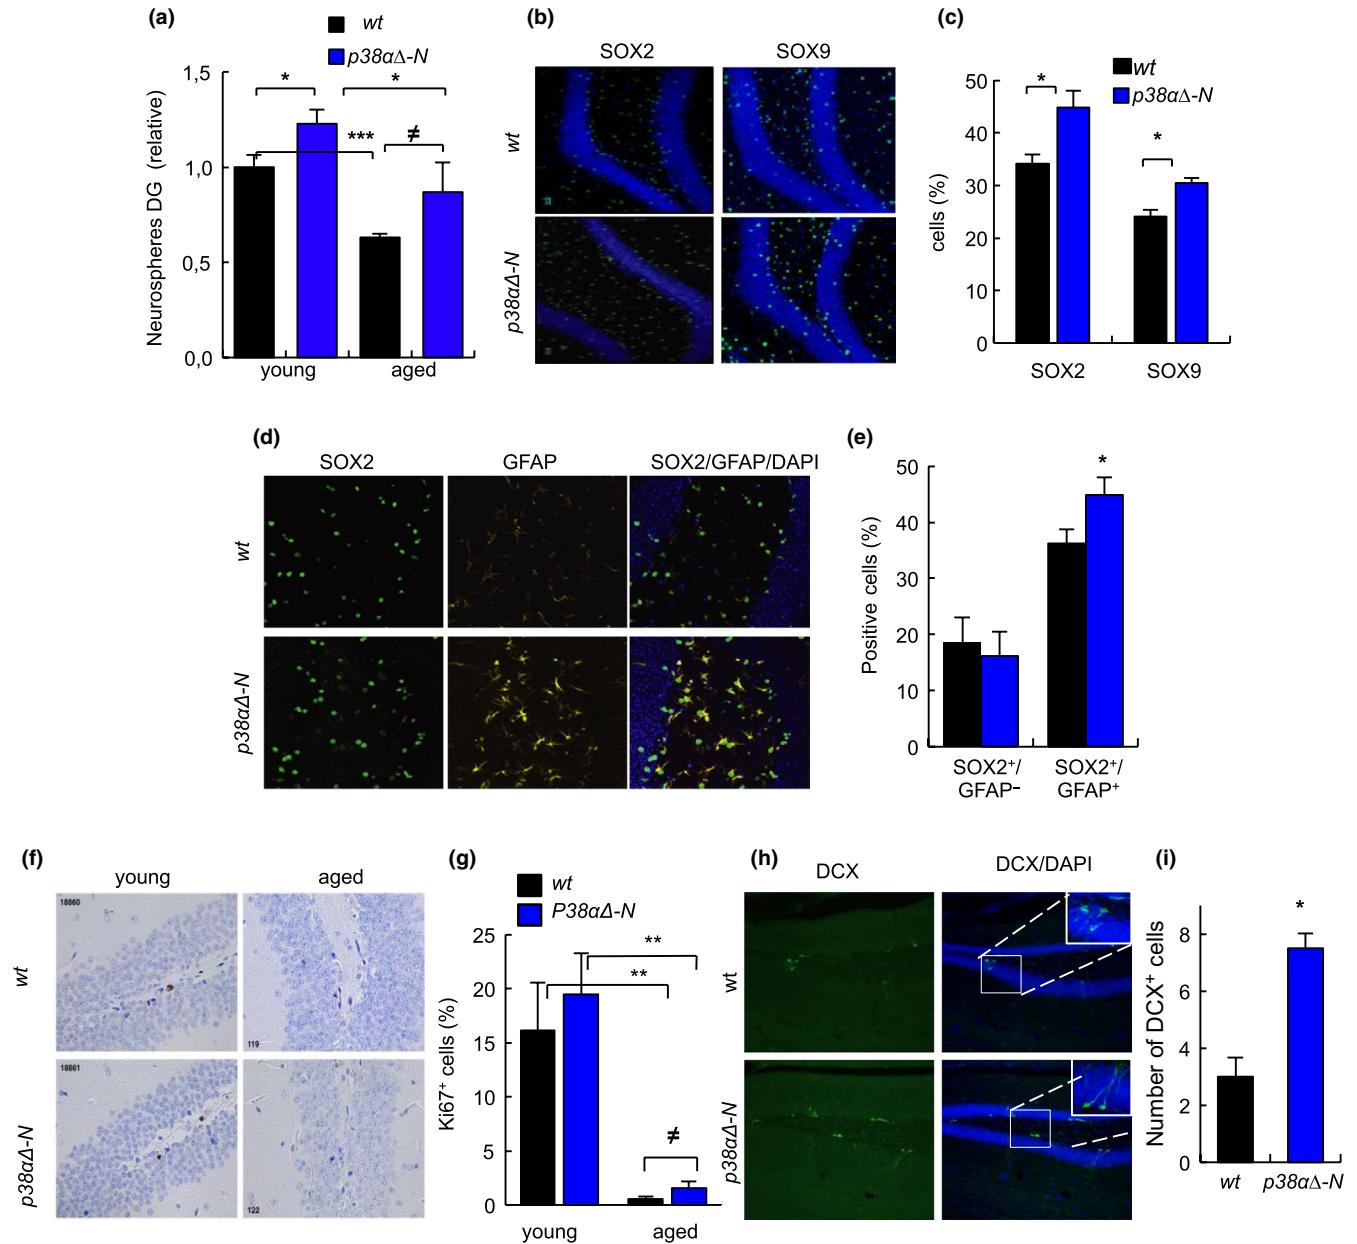 (a)
wt
p38αΔ-N
Neurospheres DG (relative)
1,5
1,0
0,5
0,0
*
*
***
≠
young
aged
(b)
SOX2
SOX9
wt
p38αΔ-N
(c)
wt
p38αΔ-N
cells (%)
50
40
30
20
10
0
*
*
SOX2
SOX9
(d)
SOX2
GFAP
SOX2/GFAP/DAPI
wt
p38αΔ-N
(e)
Positive cells (%)
50
40
30
20
10
0
*
SOX2⁺/
GFAP⁻
SOX2⁺/
GFAP⁺
(f)
young
aged
wt
p38αΔ-N
18860
119
18861
122
(g)
wt
P38αΔ-N
Ki67⁺ cells (%)
25
20
15
10
5
0
**
**
≠
young
aged
(h)
DCX
DCX/DAPI
wt
p38αΔ-N
(i)
Number of DCX⁺ cells
8
6
4
2
0
*
wt
p38αΔ-N